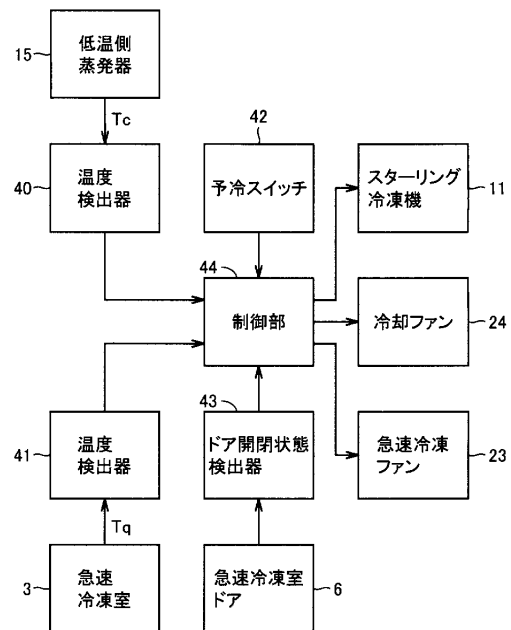 15
低温側
蒸発器
Tc
40
温度
検出器
42
予冷スイッチ
スターリング
冷凍機
11
44
制御部
冷却ファン
24
41
温度
検出器
43
ドア開閉状態
検出器
急速冷凍
ファン
23
Tq
3
急速
冷凍室
急速冷凍室
ドア
6